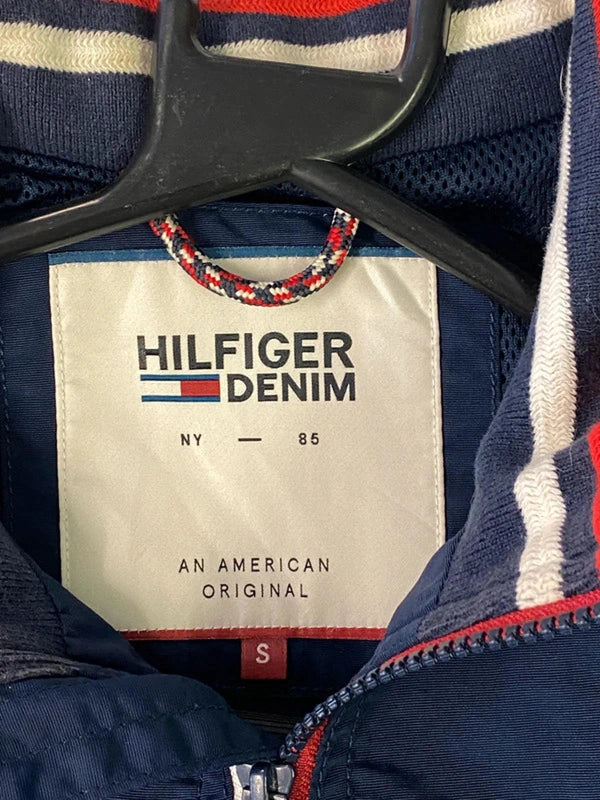 HILFIGER
DENIM
NY — 85
AN AMERICAN
ORIGINAL
S